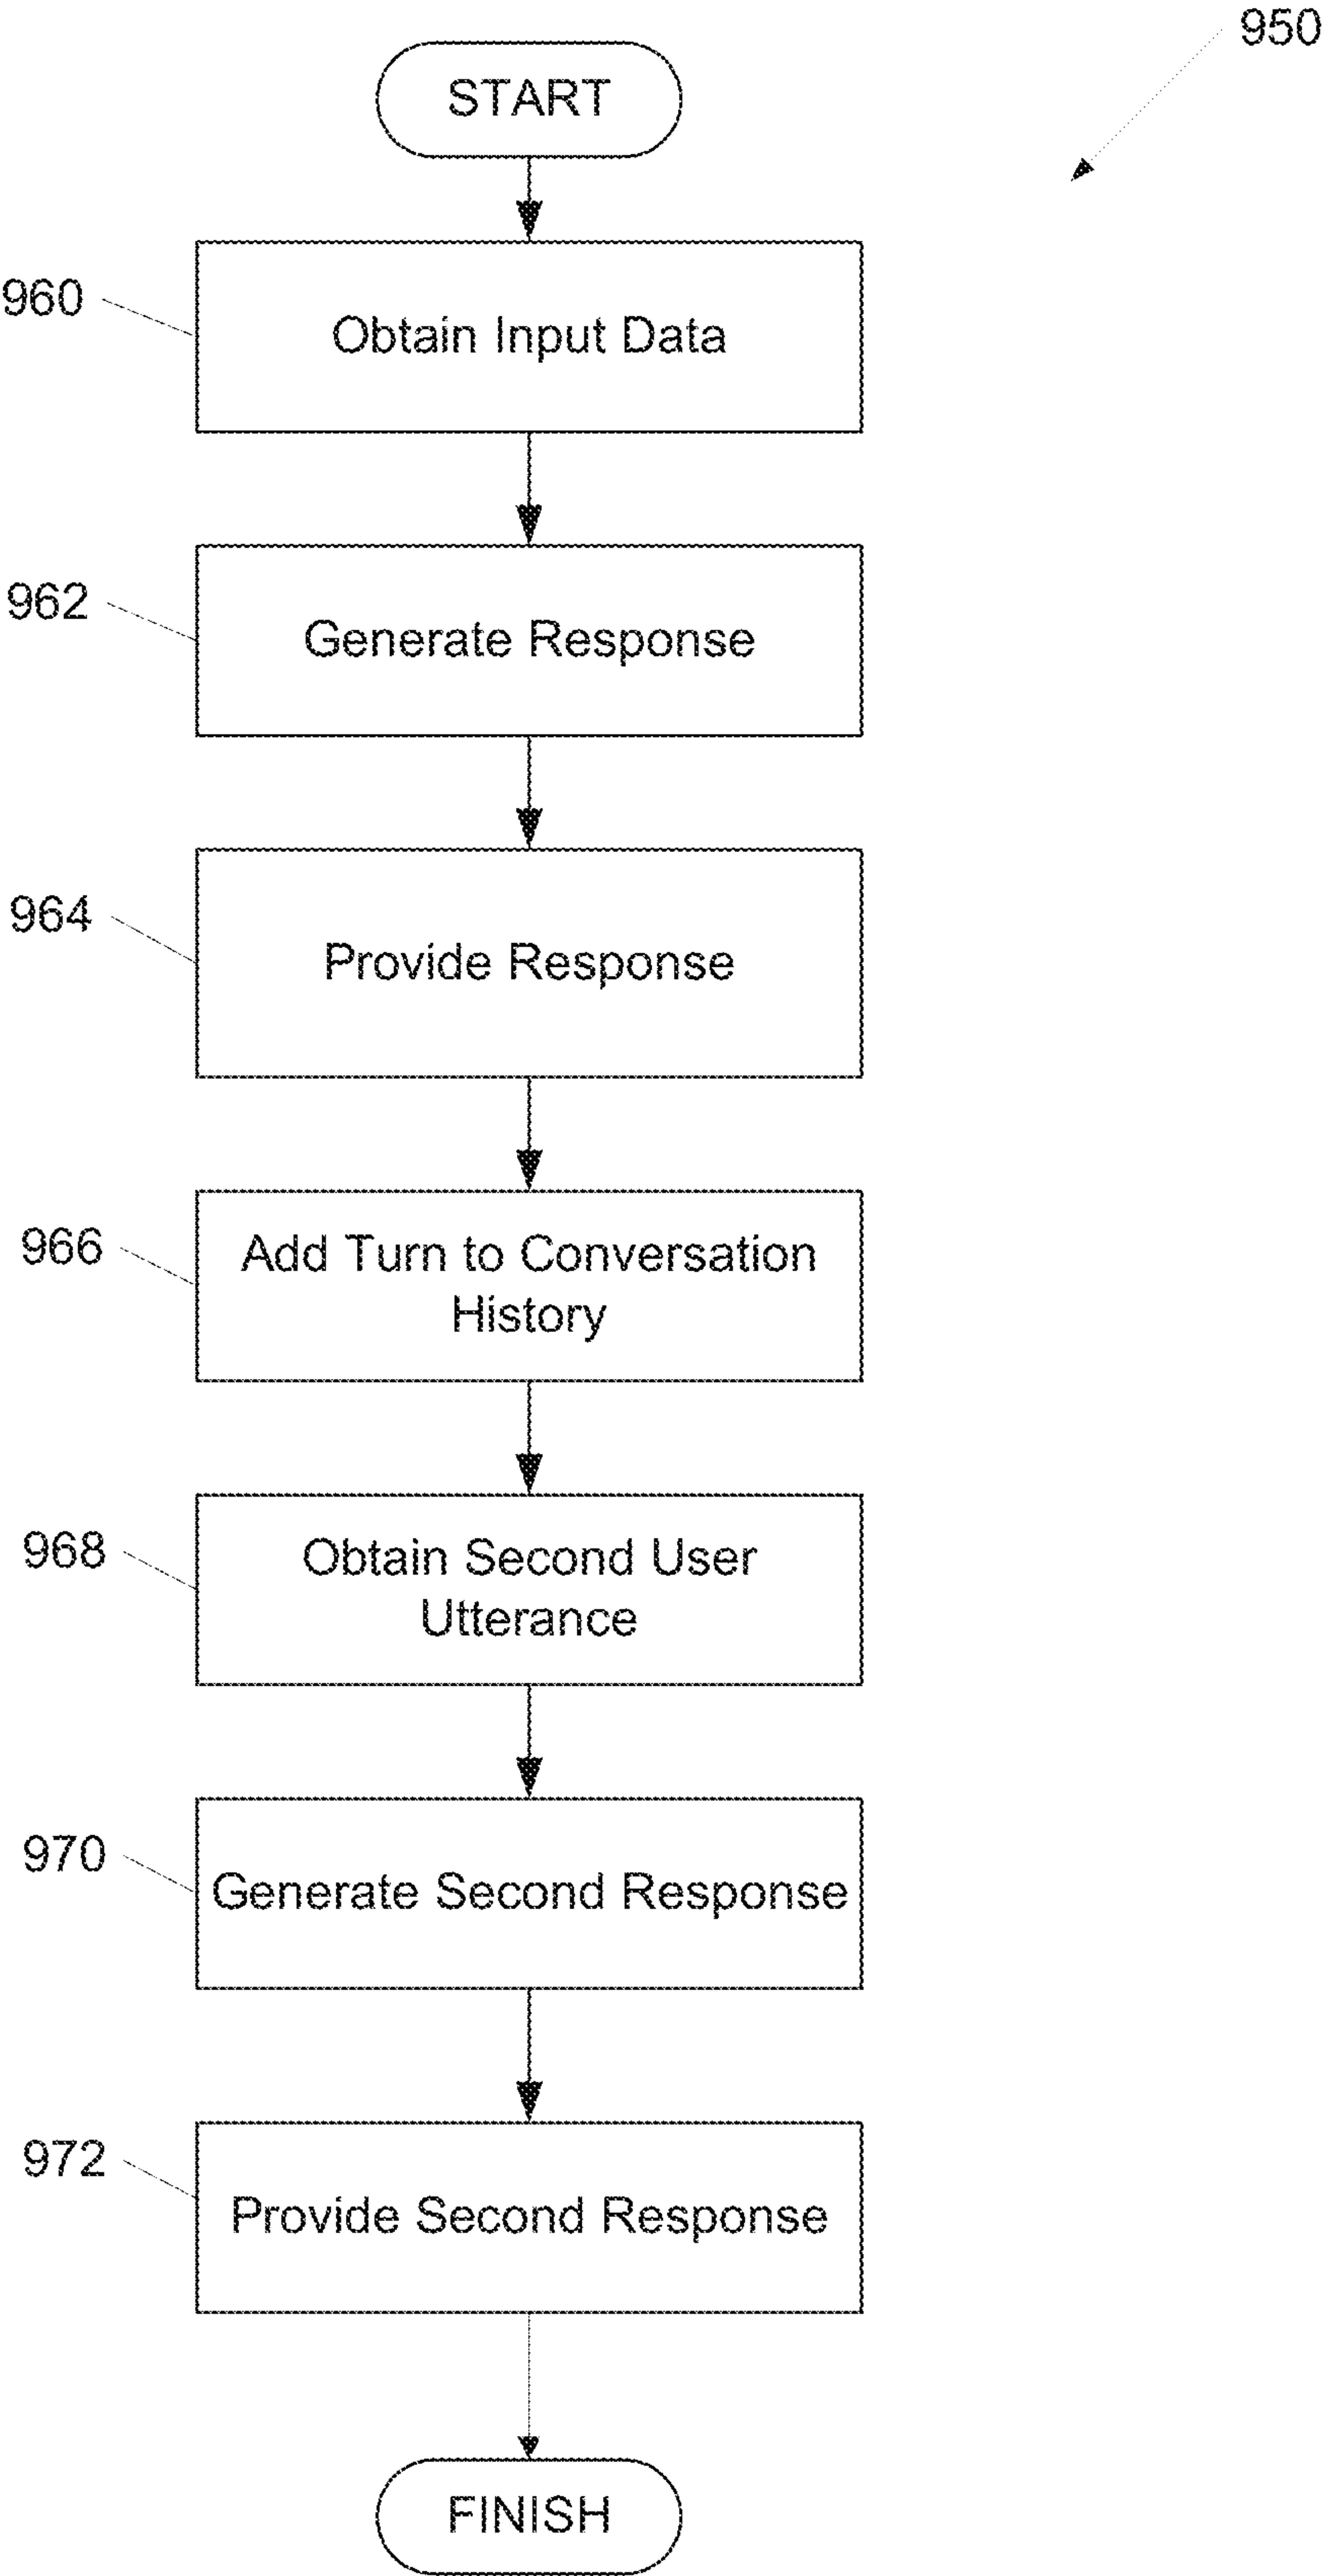 950
START
960
Obtain Input Data
962
Generate Response
964
Provide Response
966
Add Turn to Conversation
History
968
Obtain Second User
Utterance
970
Generate Second Response
972
Provide Second Response
FINISH